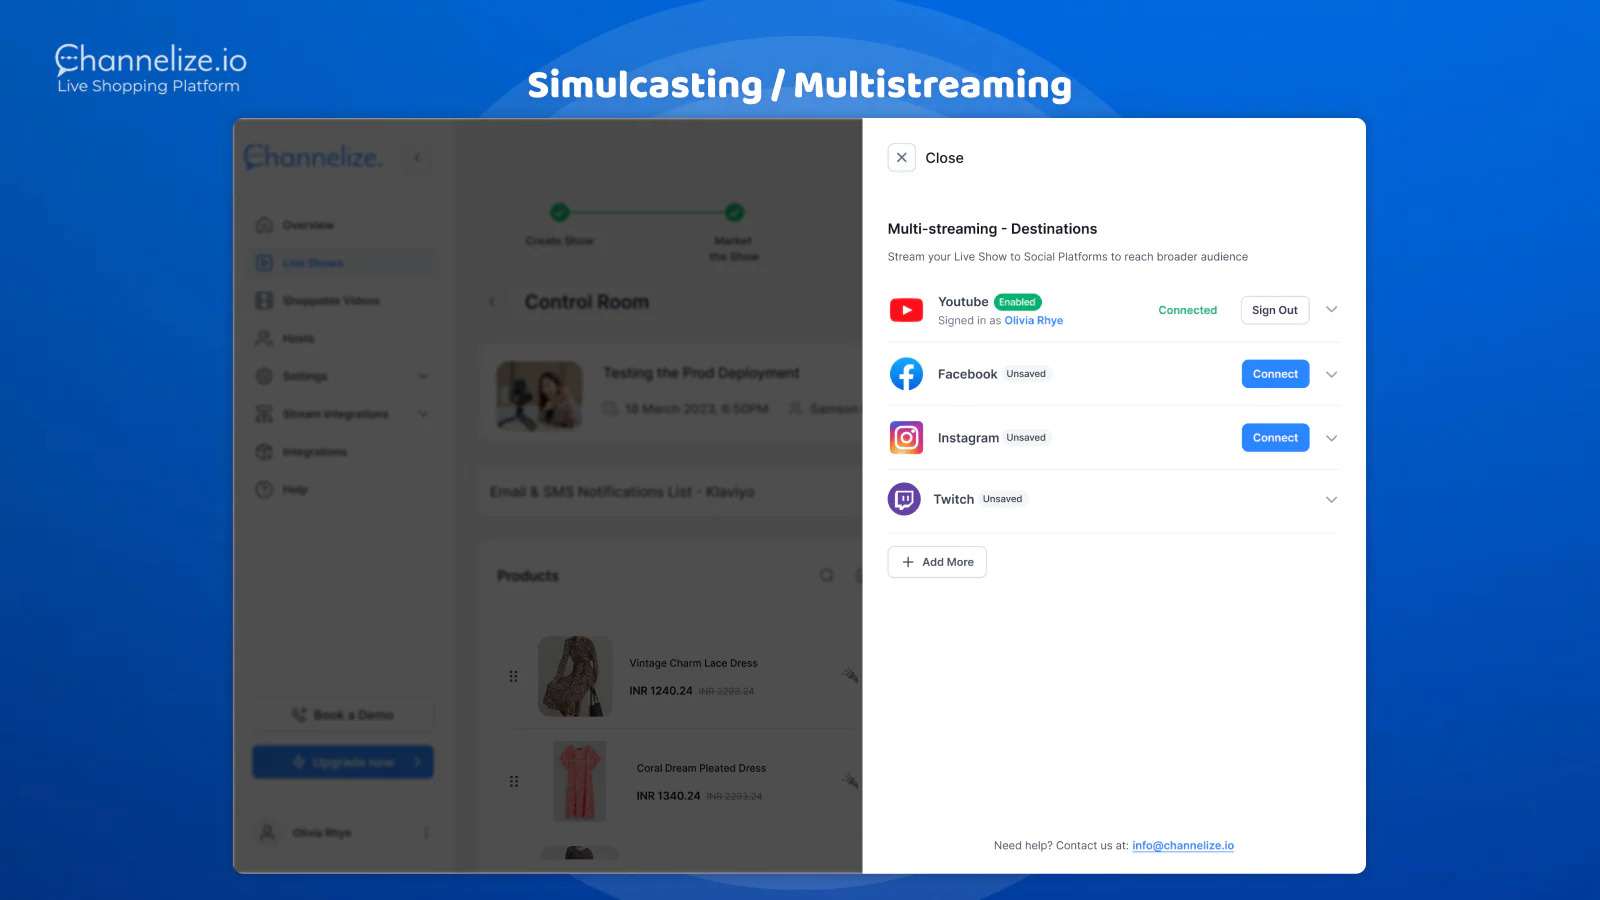 Channelize.io
Live Shopping Platform
Simulcasting / Multistreaming
Channelize.
Overview
Live Shows
Shoppable Videos
Hosts
Settings
Stream Integrations
Integrations
Help
Book a Demo
Upgrade now
Olivia Rhye
Create Show
Market
the Show
Control Room
Testing the Prod Deployment
18 March 2023, 6:50PM
Samson
Email & SMS Notifications List - Klaviyo
Products
Vintage Charm Lace Dress
INR 1240.24 INR 2293.24
Coral Dream Pleated Dress
INR 1340.24 INR 2293.24
Close
Multi-streaming - Destinations
Stream your Live Show to Social Platforms to reach broader audience
Youtube Enabled
Signed in as Olivia Rhye
Connected
Sign Out
Facebook Unsaved
Connect
Instagram Unsaved
Connect
Twitch Unsaved
Add More
Need help? Contact us at: info@channelize.io